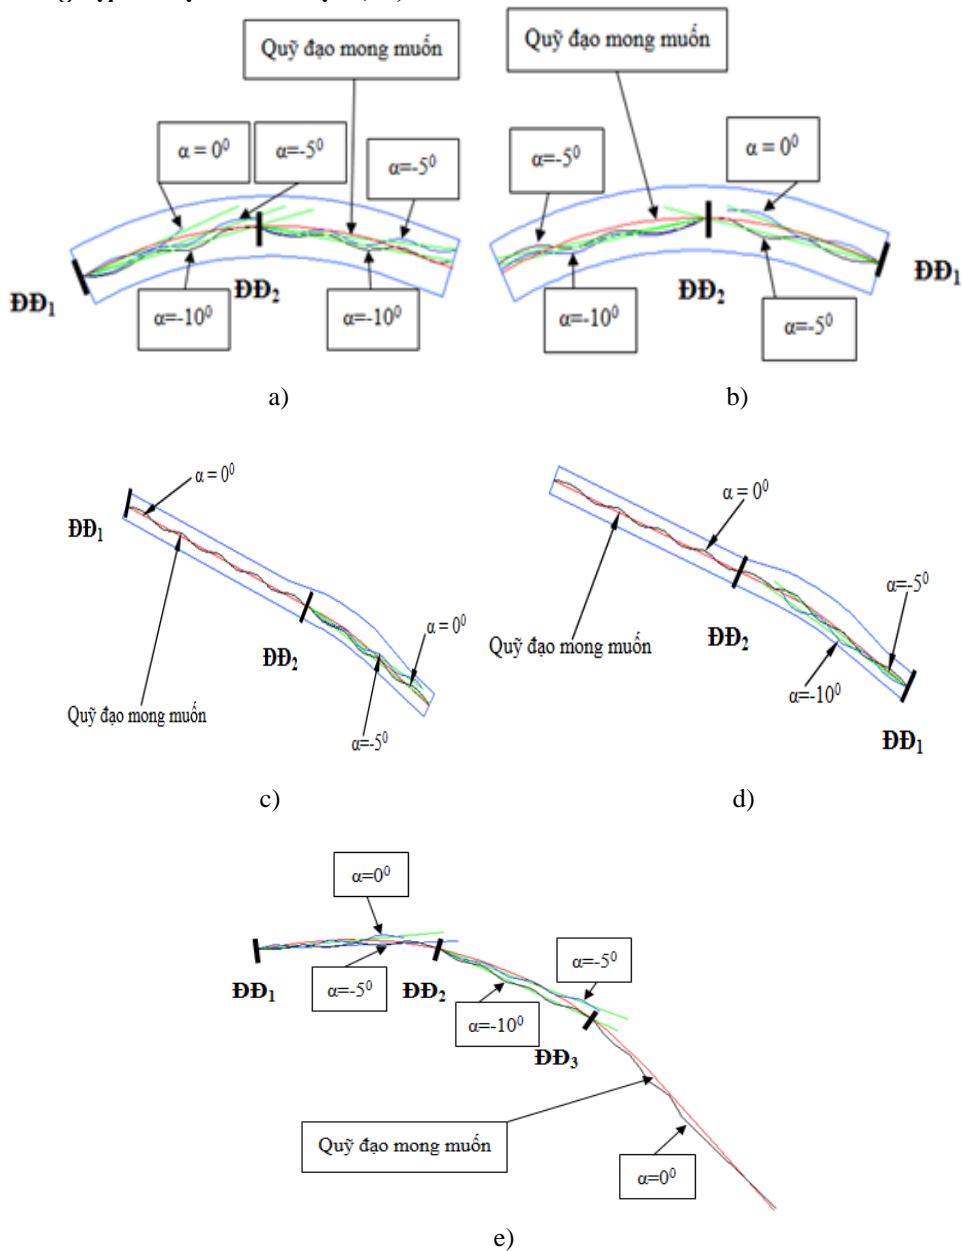 Quỹ đạo mong muốn
α = 0⁰
α=-5⁰
α=-5⁰
ĐĐ₁
ĐĐ₂
α=-10⁰
α=-10⁰
a)
Quỹ đạo mong muốn
α=-5⁰
α = 0⁰
ĐĐ₂
ĐĐ₁
α=-10⁰
α=-5⁰
b)
α = 0⁰
ĐĐ₁
α = 0⁰
ĐĐ₂
Quỹ đạo mong muốn
α=-5⁰
c)
α = 0⁰
α=-5⁰
Quỹ đạo mong muốn
ĐĐ₂
α=-10⁰
ĐĐ₁
d)
α=0⁰
α=-5⁰
ĐĐ₁
α=-5⁰
ĐĐ₂
α=-10⁰
ĐĐ₃
Quỹ đạo mong muốn
α=0⁰
e)